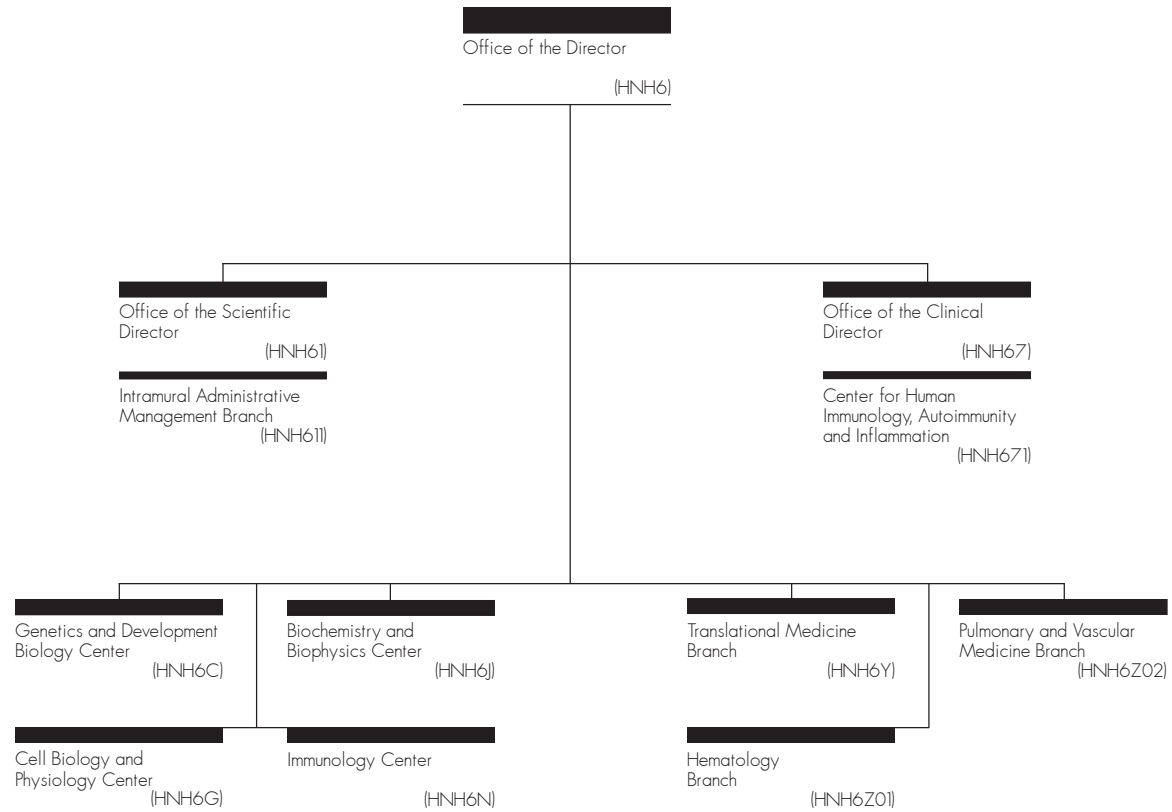 Office of the Director
(HNH6)
Office of the Scientific
Director
(HNH61)
Intramural Administrative
Management Branch
(HNH611)
Office of the Clinical
Director
(HNH67)
Center for Human
Immunology, Autoimmunity
and Inflammation
(HNH671)
Genetics and Development
Biology Center
(HNH6C)
Biochemistry and
Biophysics Center
(HNH6J)
Translational Medicine
Branch
(HNH6Y)
Pulmonary and Vascular
Medicine Branch
(HNH6Z02)
Cell Biology and
Physiology Center
(HNH6G)
Immunology Center
(HNH6N)
Hematology
Branch
(HNH6Z01)